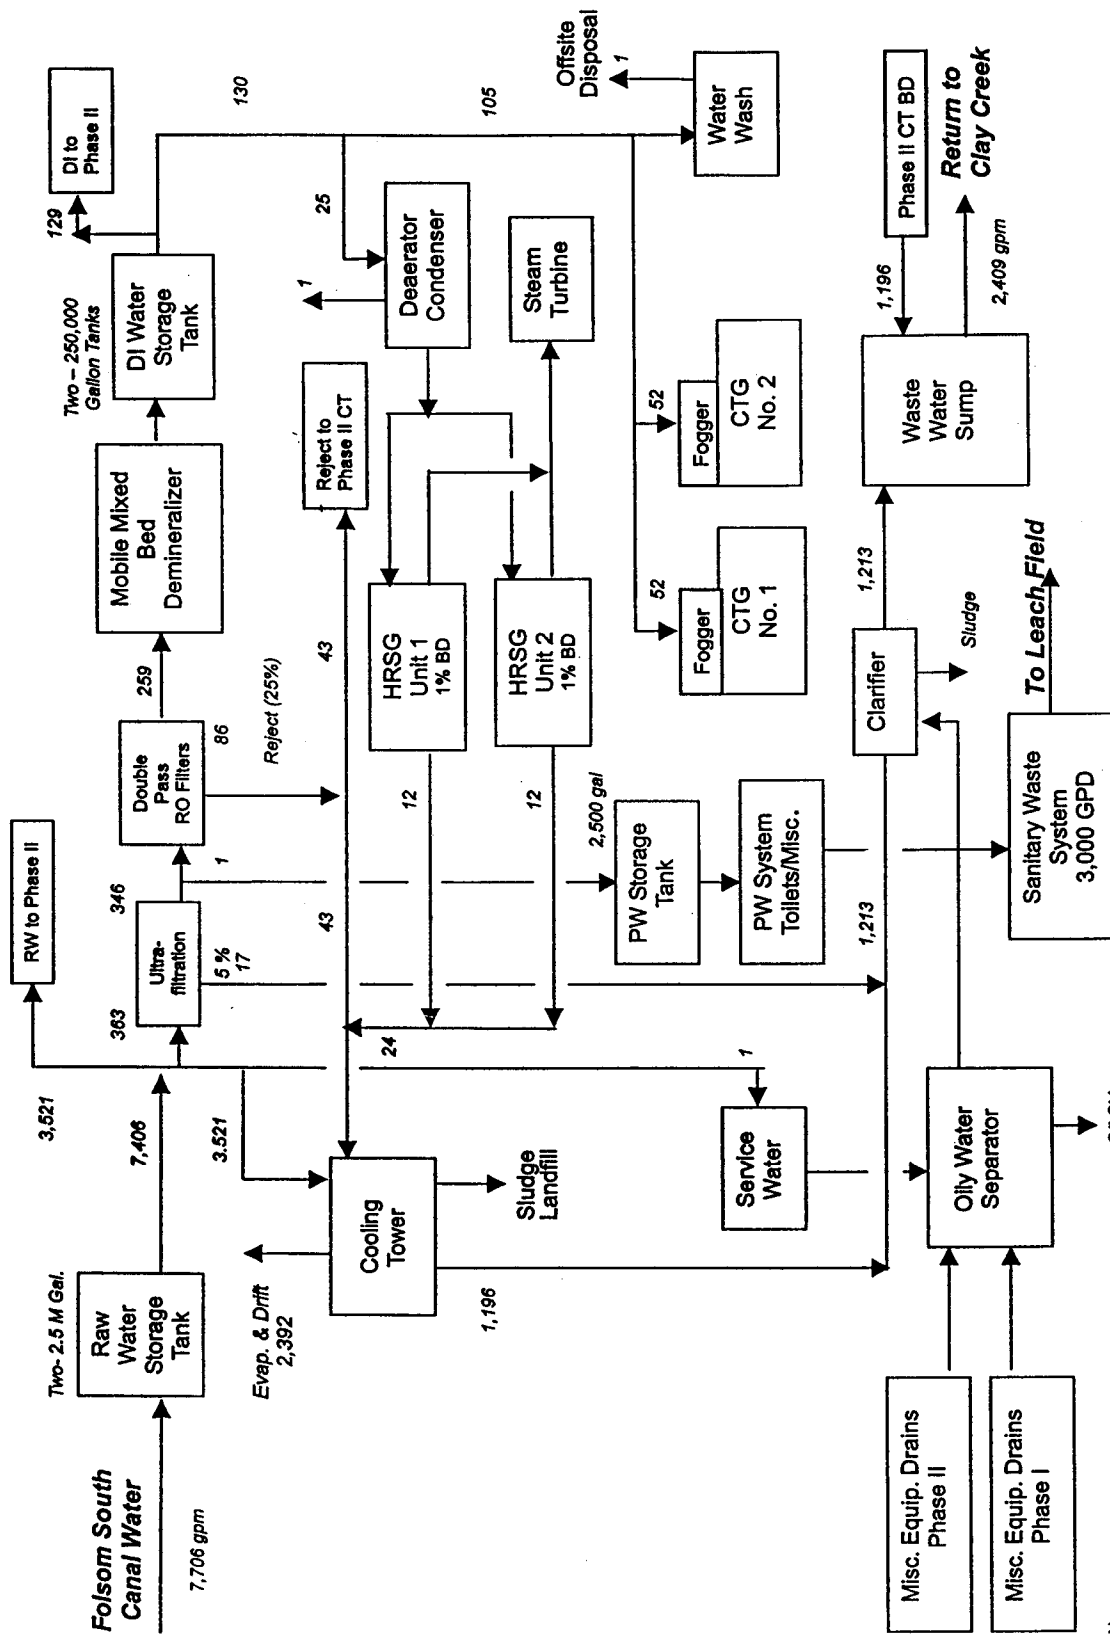 Folsom South
Canal Water
7,706 gpm
Two- 2.5 M Gal.
Raw
Water
Storage
Tank
7,406
3,521
RW to Phase II
363
Ultra-
filtration
5 %
17
346
1
Double
Pass
RO Filters
86
Reject (25%)
259
Mobile Mixed
Bed
Demineralizer
Two – 250,000
Gallon Tanks
DI Water
Storage
Tank
129
DI to
Phase II
130
3.521
Evap. & Drift
2,392
Cooling
Tower
Sludge
Landfill
1,196
24
43
43
Reject to
Phase II CT
1
Deaerator
Condenser
25
105
12
HRSG
Unit 1
1% BD
12
HRSG
Unit 2
1% BD
Steam
Turbine
Offsite
Disposal
1
Water
Wash
1
Service
Water
2,500 gal
PW Storage
Tank
PW System
Toilets/Misc.
52
Fogger
CTG
No. 1
52
Fogger
CTG
No. 2
1,213
Clarifier
Sludge
1,213
Waste
Water
Sump
1,196
Phase II CT BD
2,409 gpm
Return to
Clay Creek
Misc. Equip. Drains
Phase II
Misc. Equip. Drains
Phase I
Oily Water
Separator
Sanitary Waste
System
3,000 GPD
To Leach Field